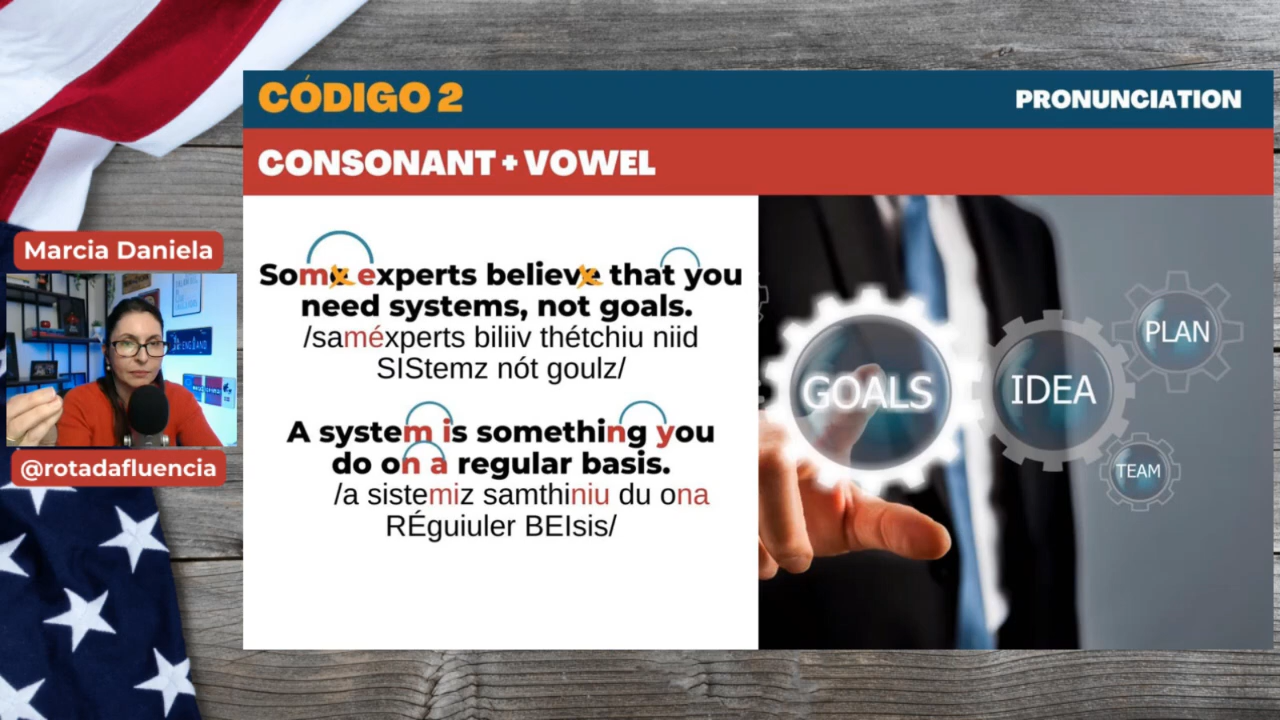 CÓDIGO 2
PRONUNCIATION
CONSONANT + VOWEL
Marcia Daniela
@rotadafluencia
Some experts believe that you
need systems, not goals.
/saméxperts biliiv thétchiu niid
SIStemz nót goulz/
A system is something you
do on a regular basis.
/a sistemiz samthiniu du ona
RÉguiuler BEIsis/
GOALS
IDEA
PLAN
TEAM